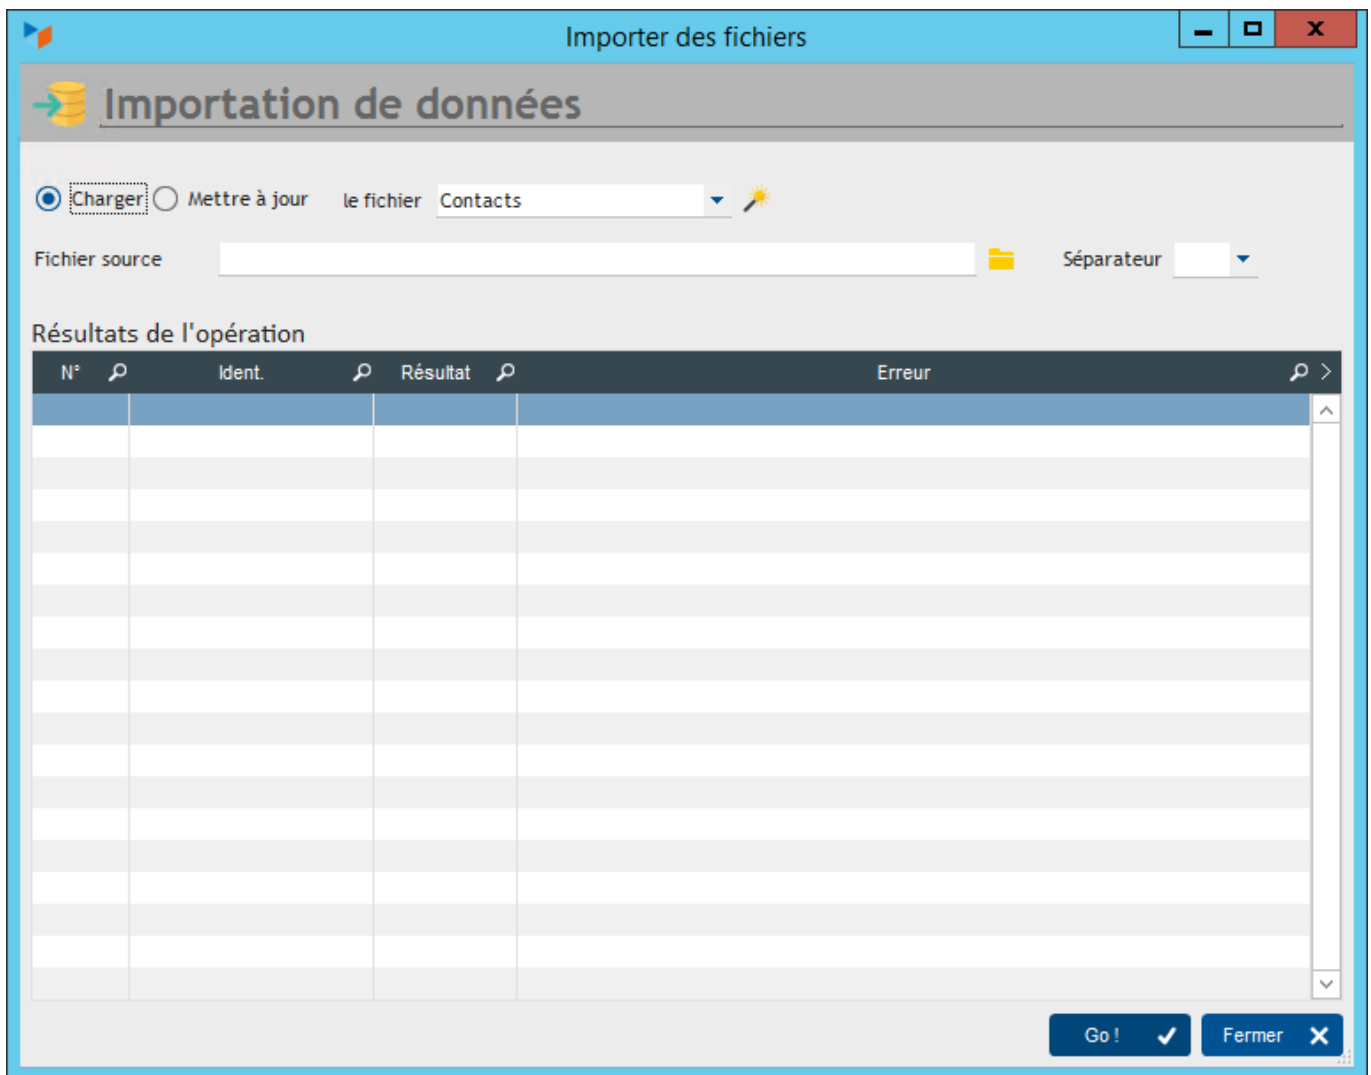 Importer des fichiers
Importation de données
Charger Mettre à jour le fichier Contacts
Fichier source Séparateur
Résultats de l'opération
N° Ident. Résultat Erreur
Go ! Fermer